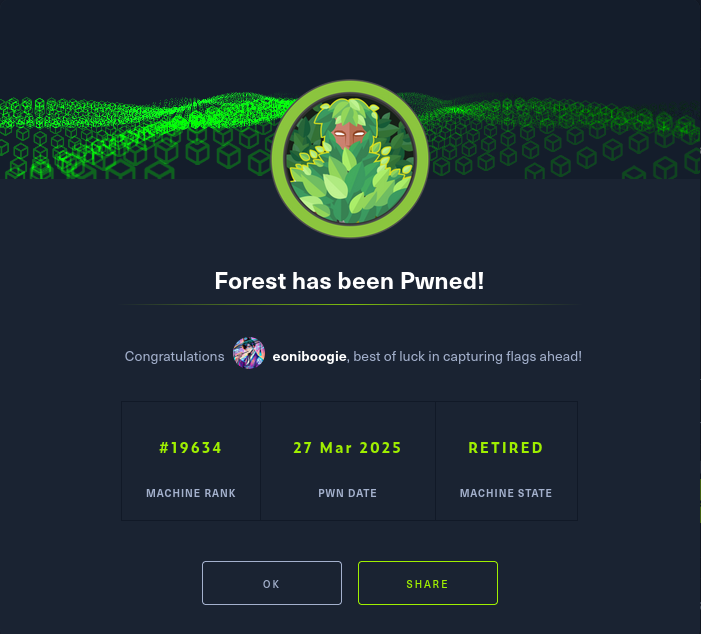 Forest has been Pwned!
Congratulations eoniboogie, best of luck in capturing flags ahead!
#19634 27 Mar 2025 RETIRED
MACHINE RANK PWN DATE MACHINE STATE
OK SHARE